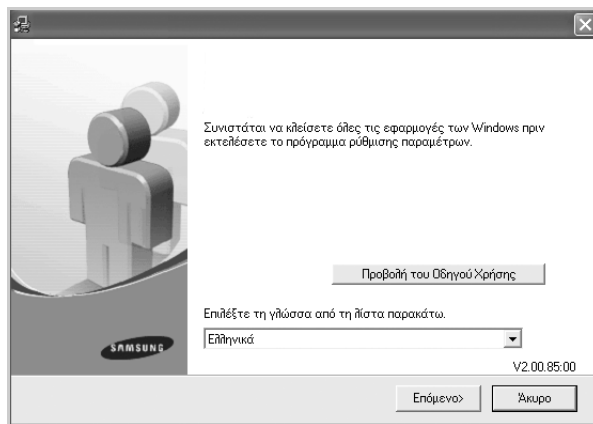 Συνιστάται να κλείσετε όλες τις εφαρμογές των Windows πριν
εκτελέσετε το πρόγραμμα ρύθμισης παραμέτρων.
Προβολή του Οδηγού Χρήσης
Επιλέξτε τη γλώσσα από τη λίστα παρακάτω.
Ελληνικά
SAMSUNG
V2.00.85:00
Επόμενο>
Άκυρο